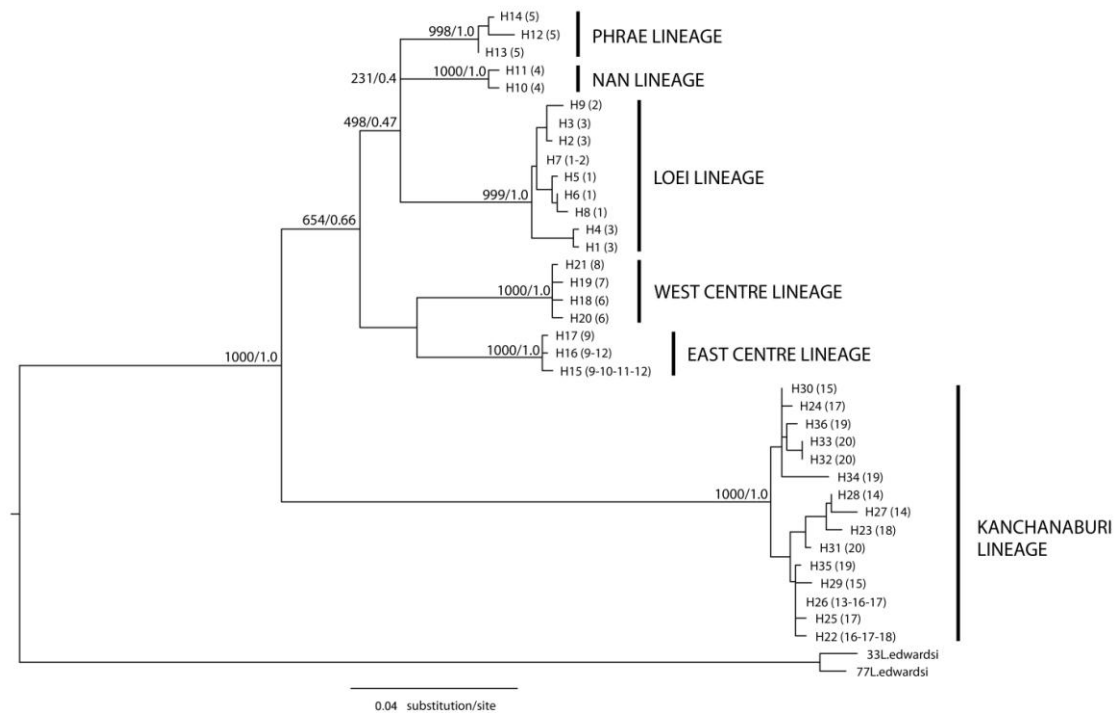 H14 (5)
998/1.0
H12 (5)
PHRAE LINEAGE
H13 (5)
231/0.4
1000/1.0
H11 (4)
NAN LINEAGE
H10 (4)
H9 (2)
498/0.47
H3 (3)
H2 (3)
H7 (1-2)
LOEI LINEAGE
H5 (1)
999/1.0
H6 (1)
H8 (1)
654/0.66
H4 (3)
H1 (3)
H21 (8)
1000/1.0
H19 (7)
WEST CENTRE LINEAGE
H18 (6)
H20 (6)
H17 (9)
1000/1.0
H16 (9-12)
EAST CENTRE LINEAGE
1000/1.0
H15 (9-10-11-12)
H30 (15)
H24 (17)
H36 (19)
H33 (20)
H32 (20)
H34 (19)
1000/1.0
H28 (14)
H27 (14)
H23 (18)
KANCHANABURI
LINEAGE
H31 (20)
H35 (19)
H29 (15)
H26 (13-16-17)
H25 (17)
H22 (16-17-18)
33L.edwardsi
77L.edwardsi
0.04 substitution/site